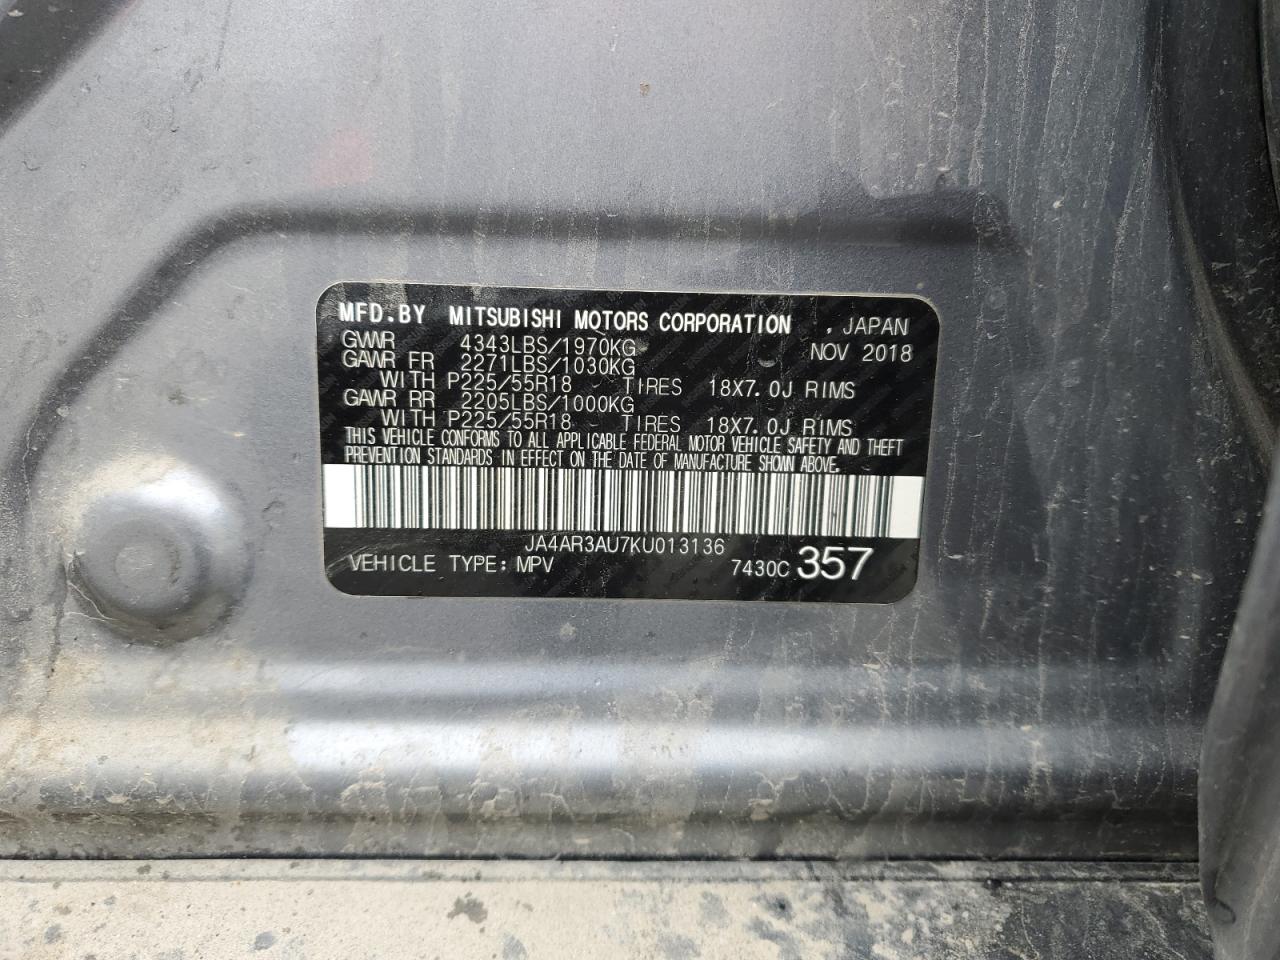 MFD.BY MITSUBISHI MOTORS CORPORATION , JAPAN
GWWR 4343LBS/1970KG NOV 2018
GAWR FR 2271LBS/1030KG
WITH P225/55R18 - TIRES 18X7.0J RIMS
GAWR RR 2205LBS/1000KG
WITH P225/55R18 - TIRES 18X7.0J RIMS
THIS VEHICLE CONFORMS TO ALL APPLICABLE FEDERAL MOTOR VEHICLE SAFETY AND THEFT
PREVENTION STANDARDS IN EFFECT ON THE DATE OF MANUFACTURE SHOWN ABOVE.
JA4AR3AU7KU013136
VEHICLE TYPE: MPV 7430C 357